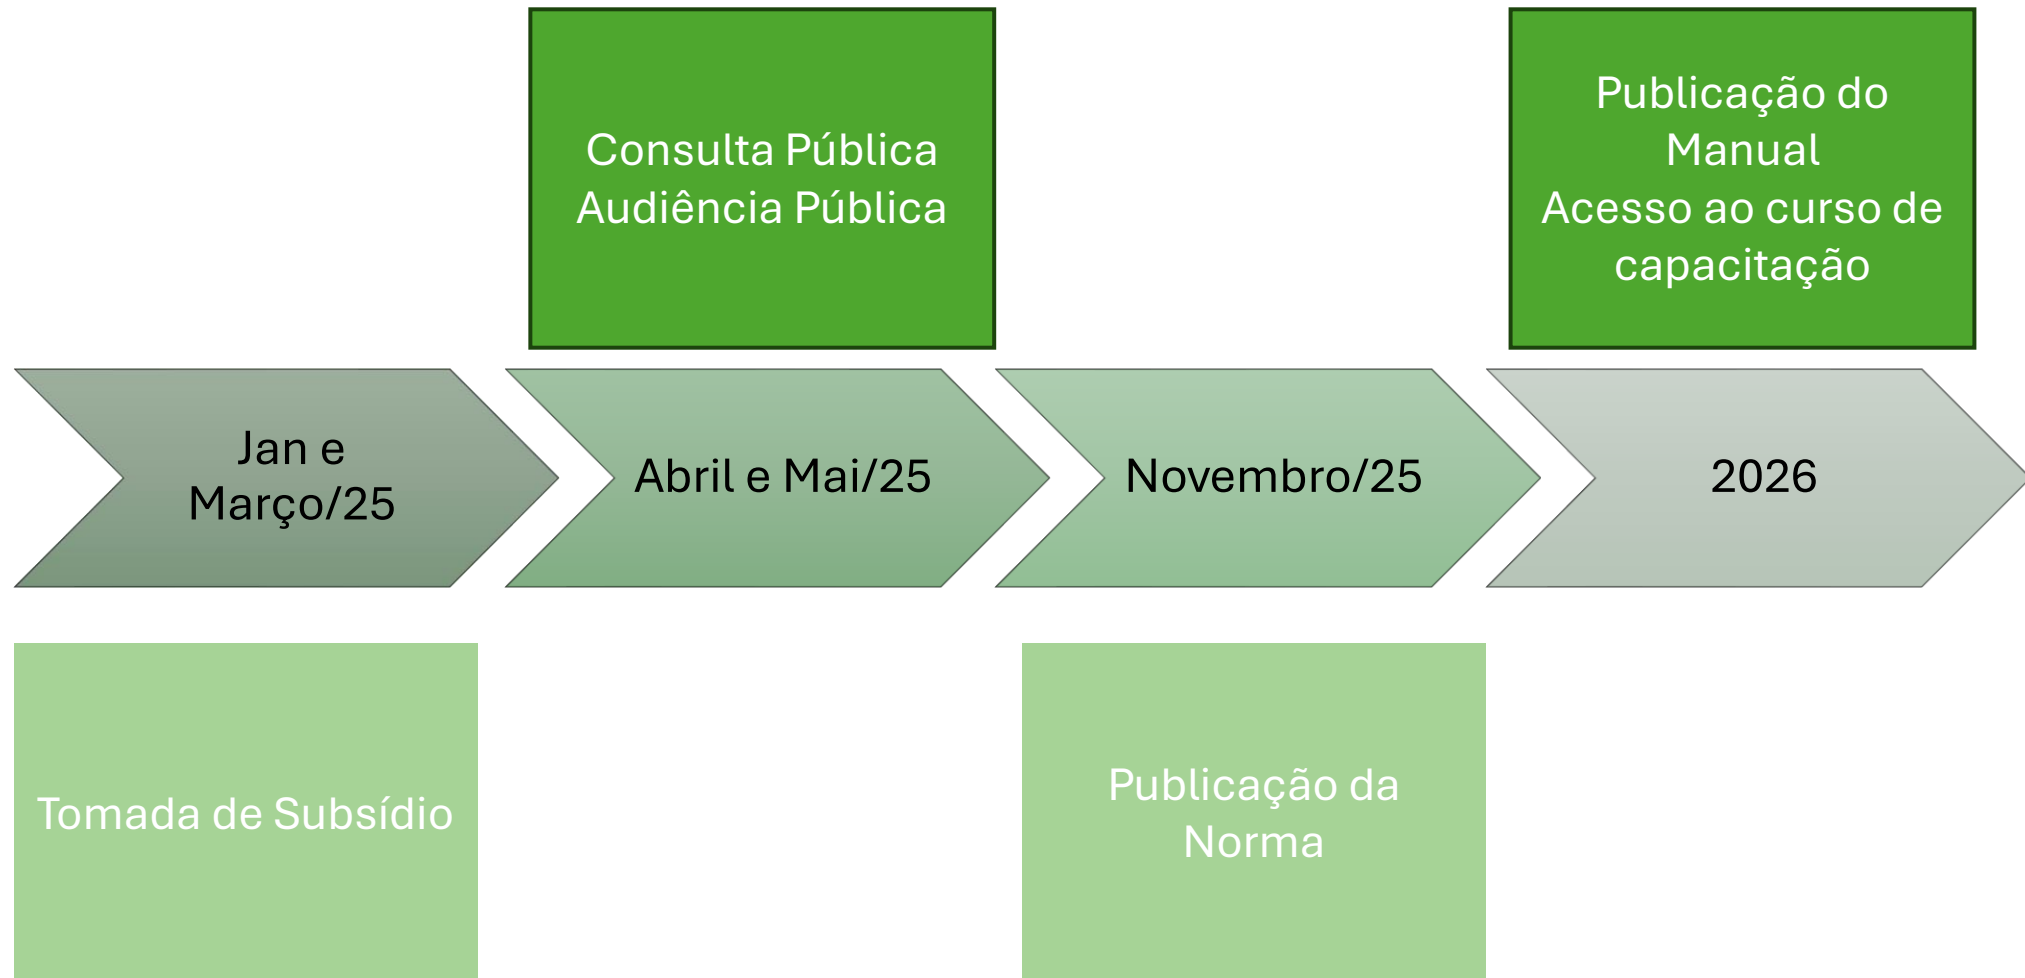 Consulta Pública
Audiência Pública
Publicação do
Manual
Acesso ao curso de
capacitação
Jan e
Março/25
Abril e Mai/25
Novembro/25
2026
Tomada de Subsídio
Publicação da
Norma